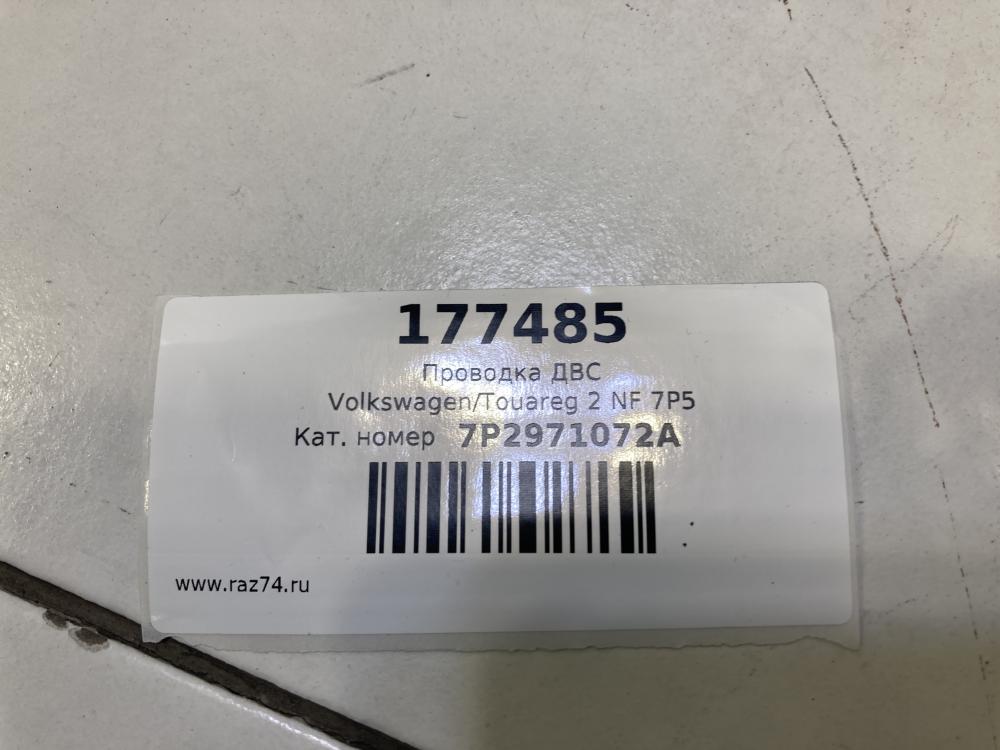 177485
Проводка ДВС
Volkswagen/Touareg 2 NF 7P5
Кат. номер 7P2971072A
www.raz74.ru